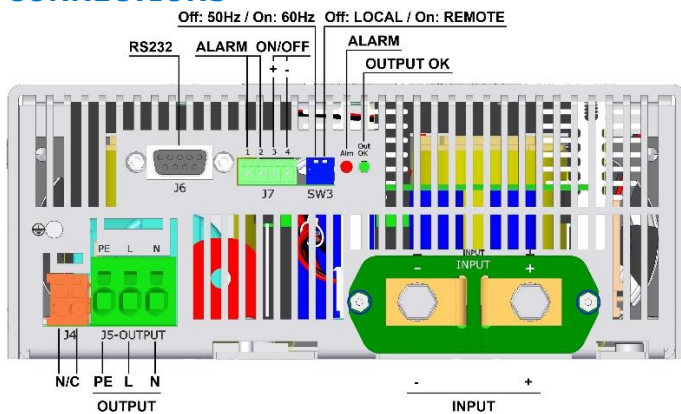 CONNECTIONS
Off: 50Hz / On: 60Hz Off: LOCAL / On: REMOTE
RS232 ALARM ON/OFF ALARM
+ - OUTPUT OK
1 2 3 4
Alm Out OK
J6 J7 SW3
PE L N
INPUT
- INPUT +
J4 J5-OUTPUT
N/C PE L N - +
OUTPUT INPUT